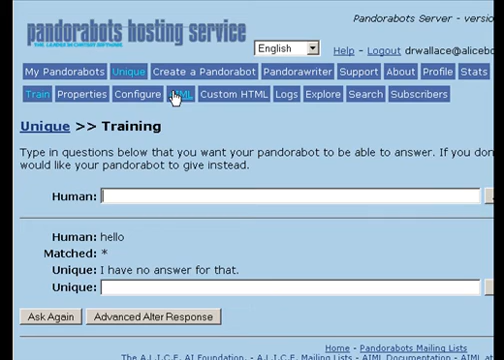 Pandorabots Server - versio
pandorabots hosting service
English
Help - Logout drwallace@alicebo
My Pandorabots Unique Create a Pandorabot Pandorawriter Support About Profile Stats
Train Properties Configure AIML Custom HTML Logs Explore Search Subscribers
Unique >> Training
Type in questions below that you want your pandorabot to be able to answer. If you don
would like your pandorabot to give instead.
Human:
Human: hello
Matched: *
Unique: I have no answer for that.
Unique:
Ask Again Advanced Alter Response
Home - Pandorabots Mailing Lists
The A.L.I.C.E. AI Foundation. - A.L.I.C.E. Mailing Lists - AIML Documentation - AIML